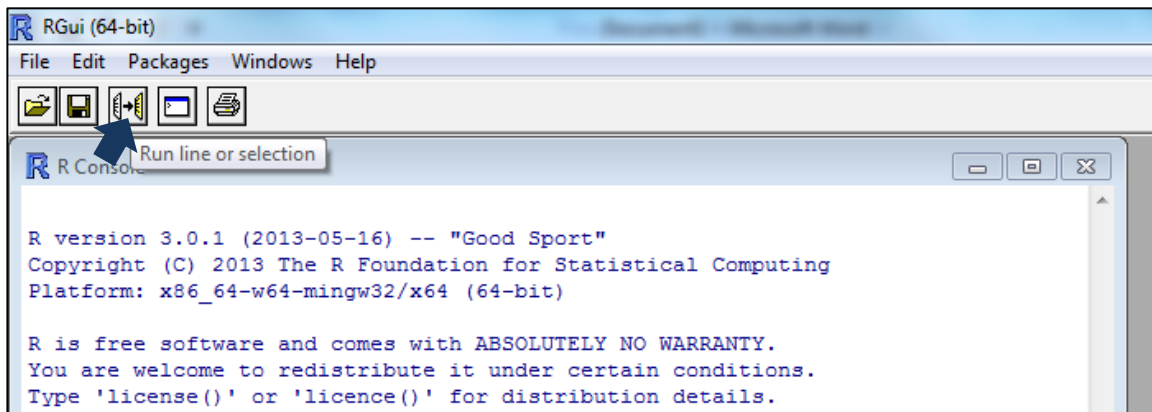 RGui (64-bit)
File Edit Packages Windows Help
Run line or selection
R Console
R version 3.0.1 (2013-05-16) -- "Good Sport"
Copyright (C) 2013 The R Foundation for Statistical Computing
Platform: x86_64-w64-mingw32/x64 (64-bit)
R is free software and comes with ABSOLUTELY NO WARRANTY.
You are welcome to redistribute it under certain conditions.
Type 'license()' or 'licence()' for distribution details.